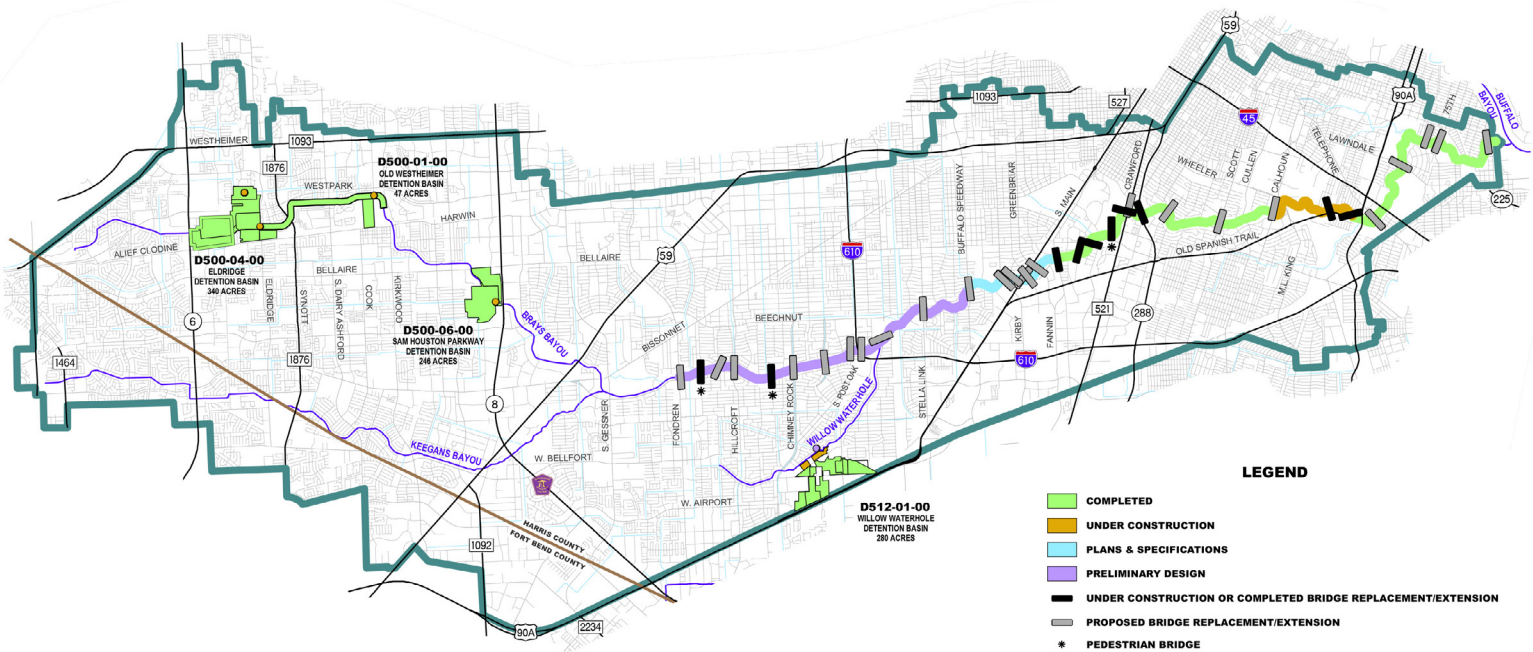 59
1093
527
90A
75TH
BUFFALO
BAYOU
45
LAWNDALE
TELEPHONE
WESTHEIMER
1093
1876
D500-01-00
OLD WESTHEIMER
DETENTION BASIN
47 ACRES
WESTPARK
HARWIN
BUFFALO SPEEDWAY
GREENBRIAR
S. MAIN
CRAWFORD
WHEELER
SCOTT
CULLEN
CALHOUN
225
ALIEF CLODINE
D500-04-00
ELDRIDGE
DETENTION BASIN
340 ACRES
BELLAIRE
ELDRIDGE
SYNOTT
S. DAIRY ASHFORD
COOK
KIRKWOOD
BELLAIRE
59
610
OLD SPANISH TRAIL
M.L. KING
6
D500-06-00
SAM HOUSTON PARKWAY
DETENTION BASIN
246 ACRES
BRAYS BAYOU
BISSONNET
BEECHNUT
KIRBY
FANNIN
521
288
610
1464
1876
8
S. GESSNER
FONDREN
HILLCROFT
CHIMNEY ROCK
S. POST OAK
WILLOW WATERHOLE
STELLA LINK
KEEGANS BAYOU
W. BELLFORT
W. AIRPORT
D512-01-00
WILLOW WATERHOLE
DETENTION BASIN
280 ACRES
HARRIS COUNTY
FORT BEND COUNTY
1092
90A
2234
LEGEND
COMPLETED
UNDER CONSTRUCTION
PLANS & SPECIFICATIONS
PRELIMINARY DESIGN
UNDER CONSTRUCTION OR COMPLETED BRIDGE REPLACEMENT/EXTENSION
PROPOSED BRIDGE REPLACEMENT/EXTENSION
* PEDESTRIAN BRIDGE